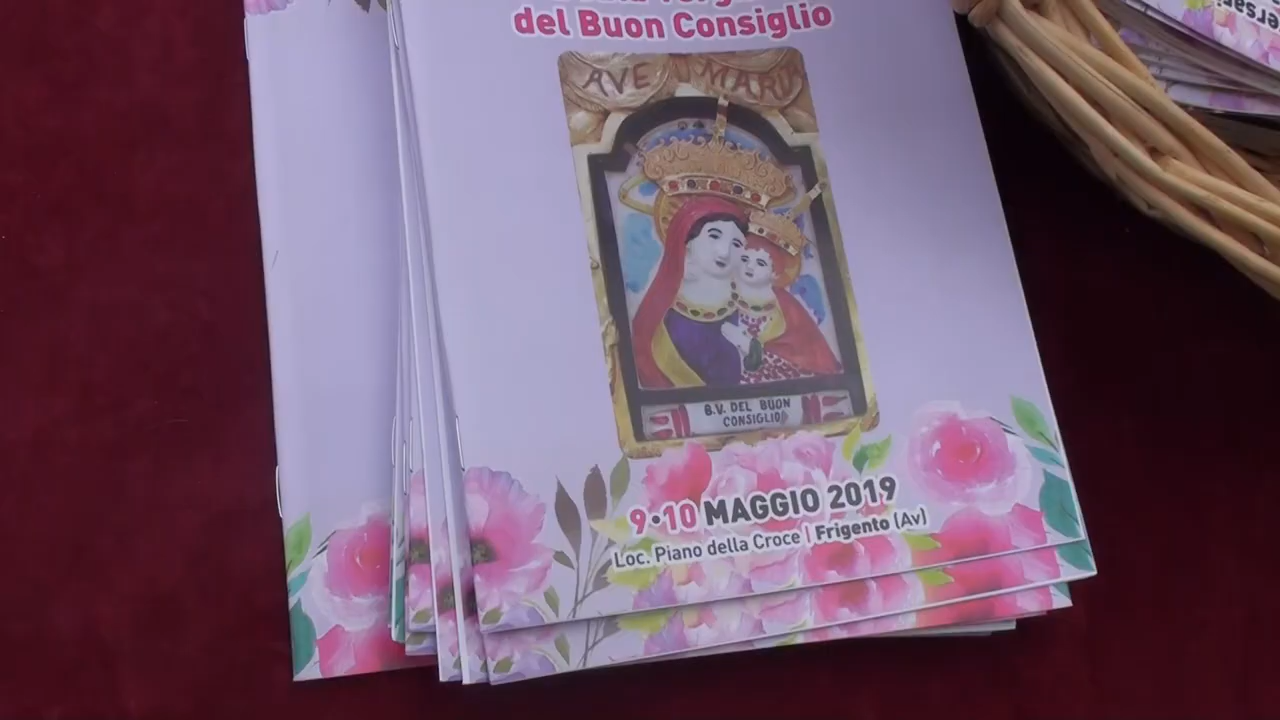 del Buon Consiglio
AVE MARIA
B.V. DEL BUON
CONSIGLIO
9•10 MAGGIO 2019
Loc. Piano della Croce | Frigento (Av)